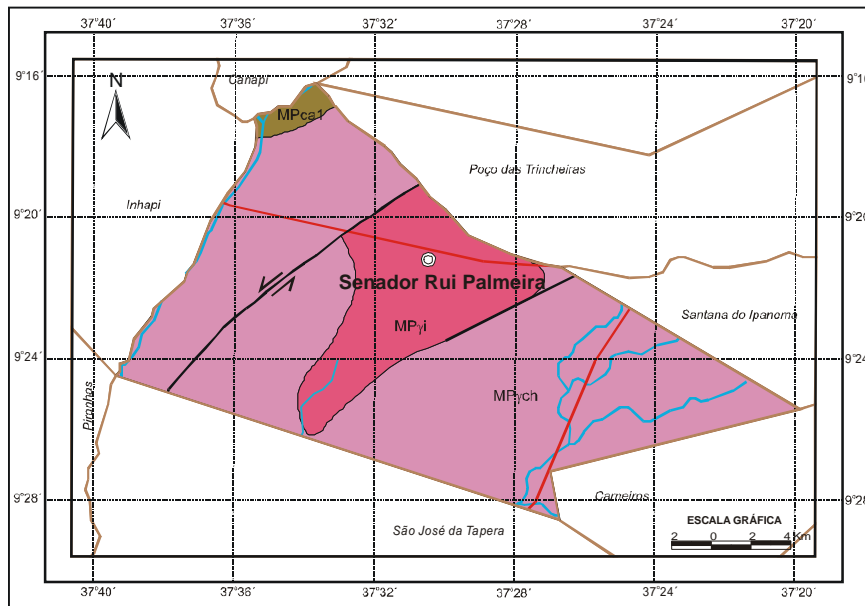 37°40´ 37°36´ 37°32´ 37°28´ 37°24´ 37°20´
9°16´ 9°16
N
Canapi
MPca1
Poço das Trincheiras
Inhapi
9°20´ 9°20
Senador Rui Palmeira
Santana do Ipanema
MPγi
9°24´ 9°24
MPγch
Piranhas
Carneiros
9°28´ 9°28
São José da Tapera
ESCALA GRÁFICA
2 0 2 4 Km
37°40´ 37°36´ 37°32´ 37°28´ 37°24´ 37°20´